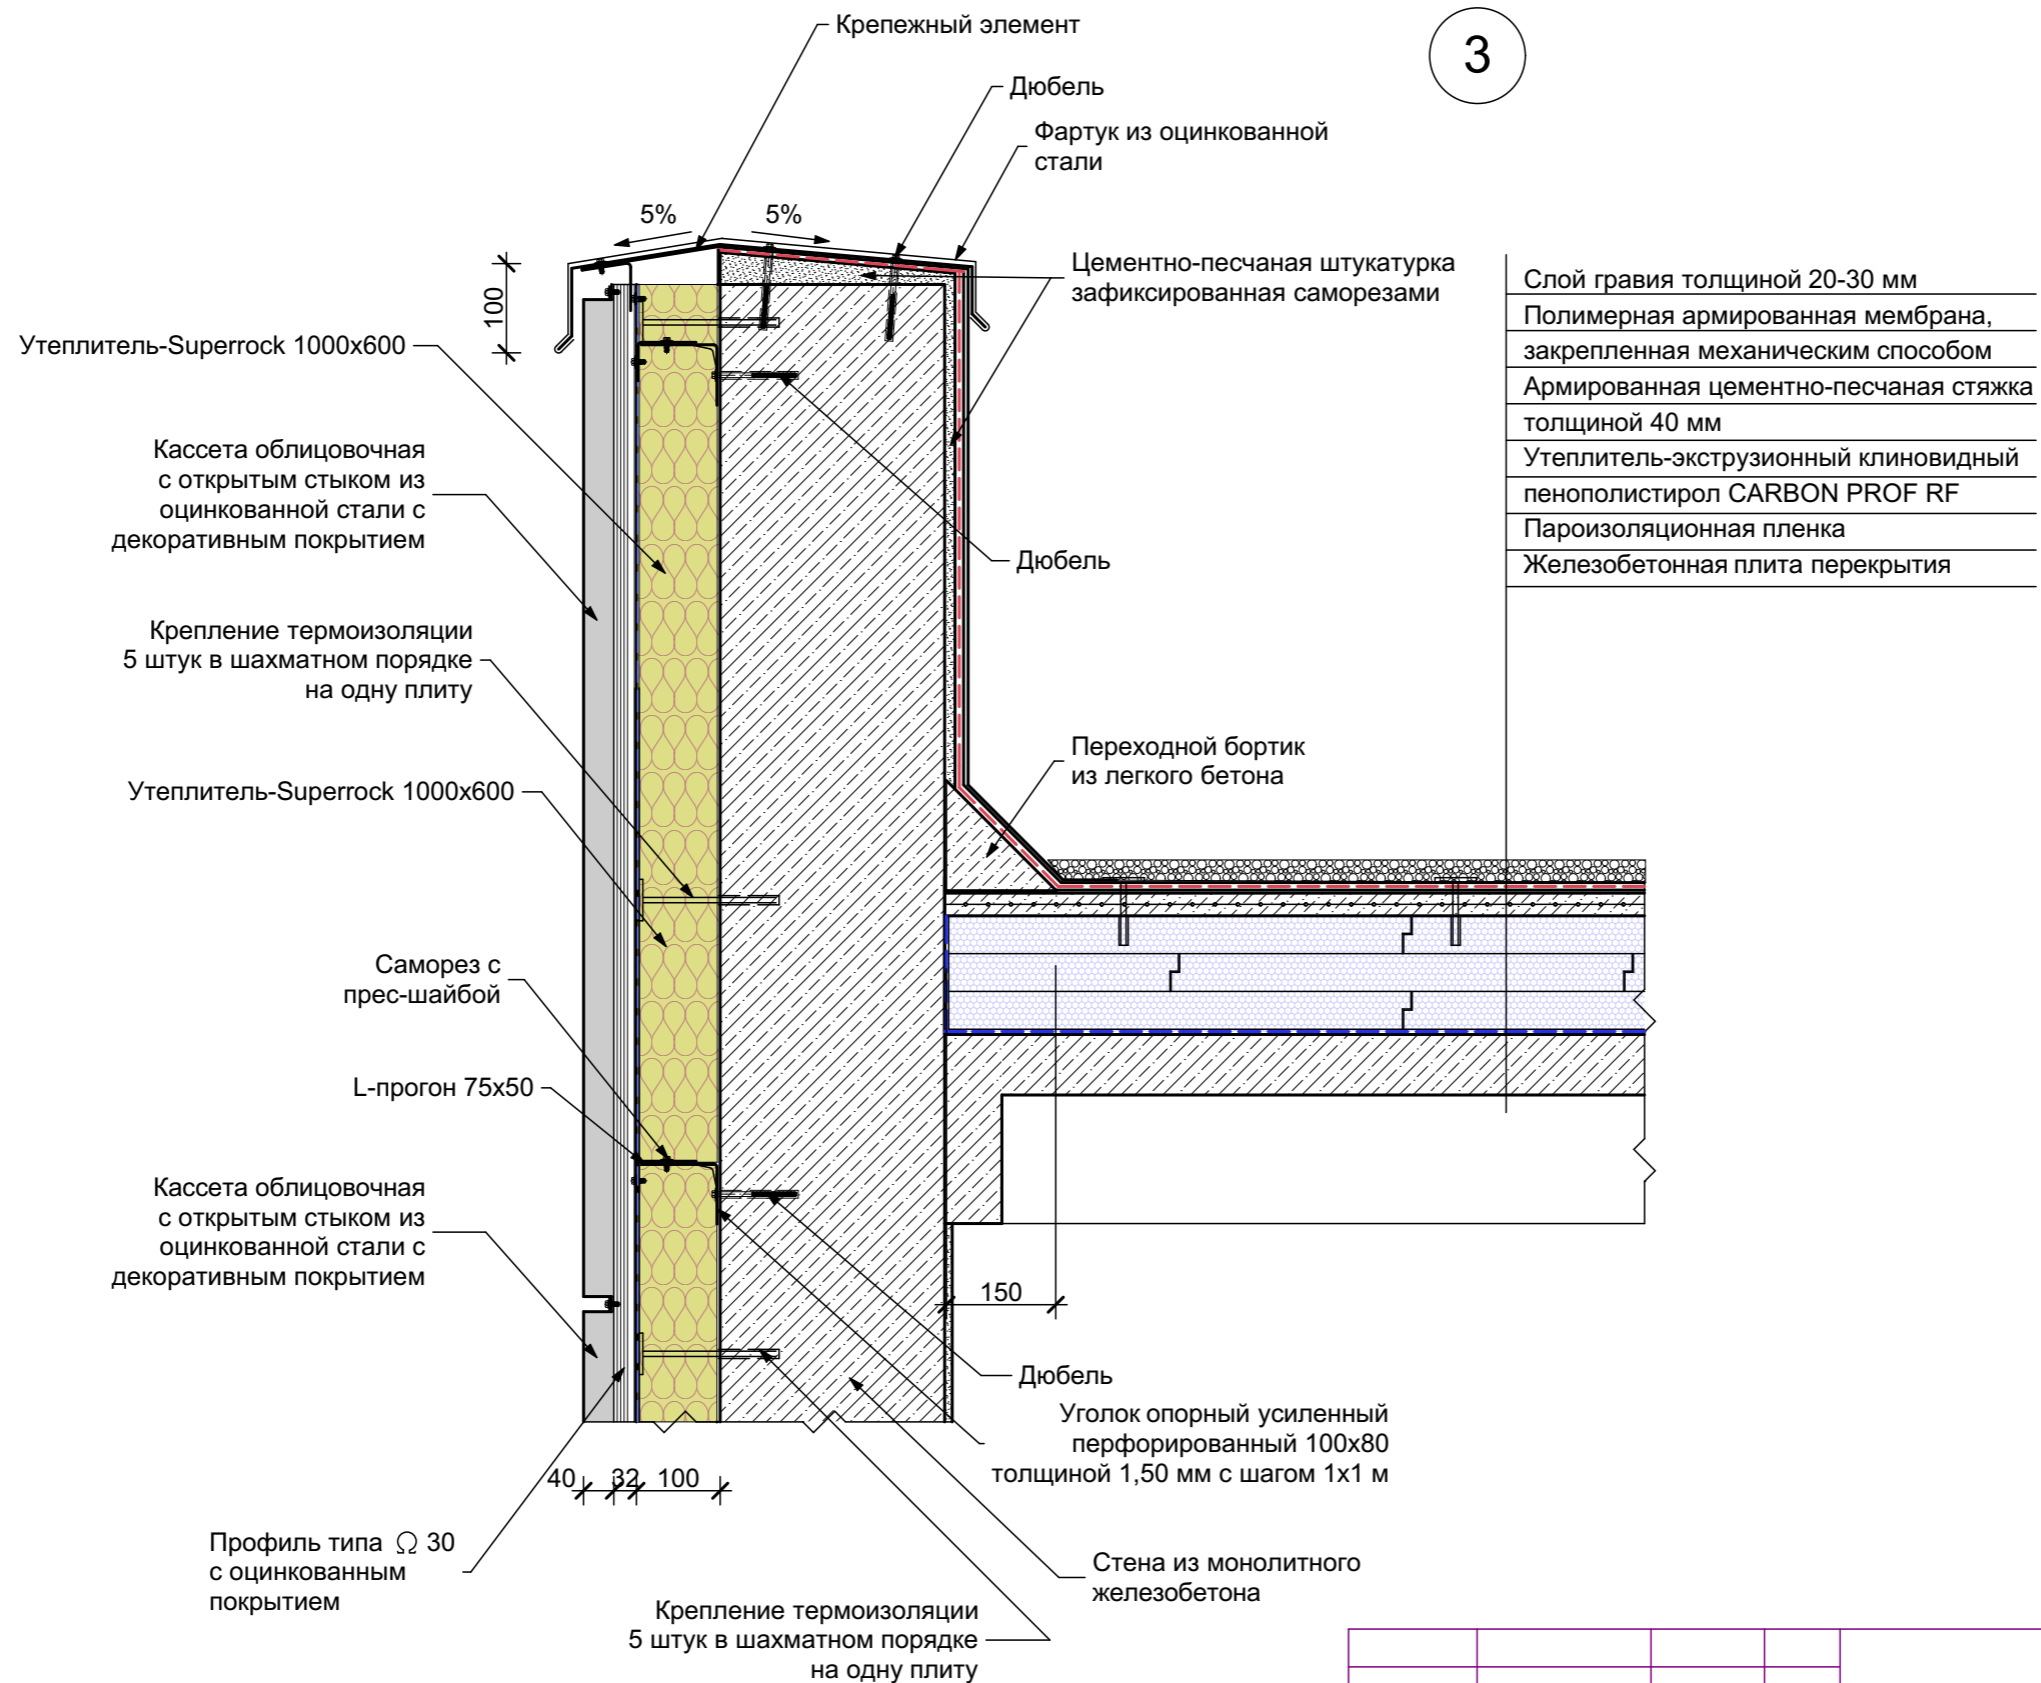 Крепежный элемент
3
Дюбель
Фартук из оцинкованной
стали
5%
5%
100
Цементно-песчаная штукатурка
зафиксированная саморезами
Слой гравия толщиной 20-30 мм
Полимерная армированная мембрана,
закрепленная механическим способом
Армированная цементно-песчаная стяжка
толщиной 40 мм
Утеплитель-экструзионный клиновидный
пенополистирол CARBON PROF RF
Пароизоляционная пленка
Железобетонная плита перекрытия
Утеплитель-Superrock 1000x600
Кассета облицовочная
с открытым стыком из
оцинкованной стали с
декоративным покрытием
Дюбель
Крепление термоизоляции
5 штук в шахматном порядке
на одну плиту
Переходной бортик
из легкого бетона
Утеплитель-Superrock 1000x600
Саморез с
прес-шайбой
L-прогон 75x50
Кассета облицовочная
с открытым стыком из
оцинкованной стали с
декоративным покрытием
150
Дюбель
Уголок опорный усиленный
перфорированный 100x80
толщиной 1,50 мм с шагом 1x1 м
40
32
100
Профиль типа Ω 30
с оцинкованным
покрытием
Стена из монолитного
железобетона
Крепление термоизоляции
5 штук в шахматном порядке
на одну плиту